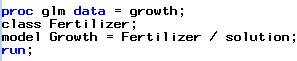 proc glm data = growth;
class Fertilizer;
model Growth = Fertilizer / solution;
run;